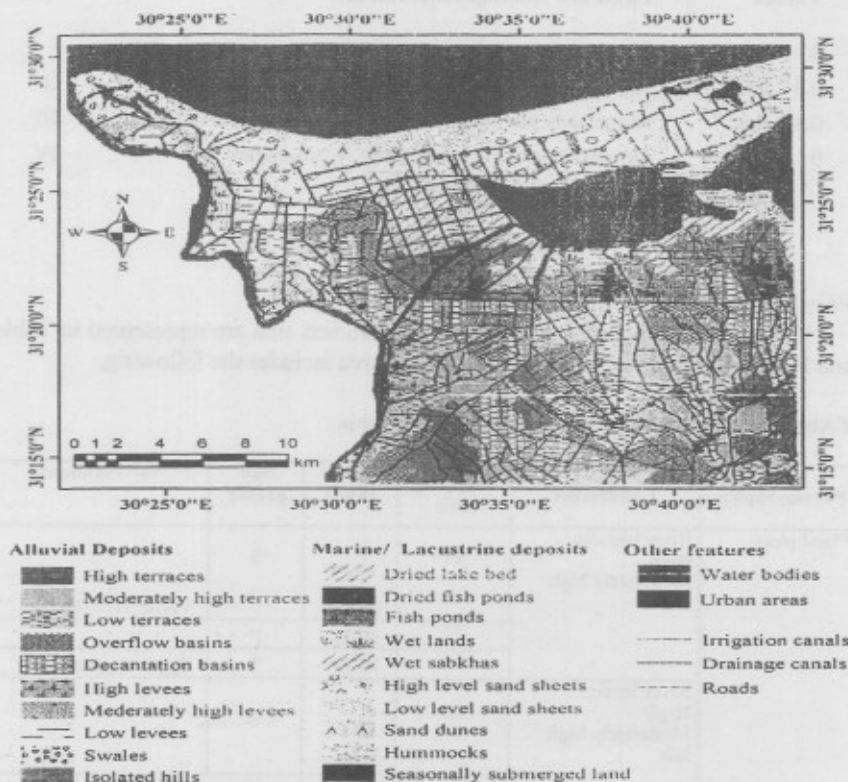 30°25'0"E 30°30'0"E 30°35'0"E 30°40'0"E
31°30'0"N
31°30'0"N
31°25'0"N
31°25'0"N
31°20'0"N
31°20'0"N
31°15'0"N
31°15'0"N
N
W E
S
0 1 2 4 6 8 10
km
30°25'0"E 30°30'0"E 30°35'0"E 30°40'0"E
Alluvial Deposits
High terraces
Moderately high terraces
Low terraces
Overflow basins
Decantation basins
High levees
Mederately high levees
Low levees
Swales
Isolated hills
Marine/ Lacustrine deposits
Dried lake bed
Dried fish ponds
Fish ponds
Wet lands
Wet sabkhas
High level sand sheets
Low level sand sheets
Sand dunes
Hummocks
Seasonally submerged land
Other features
Water bodies
Urban areas
Irrigation canals
Drainage canals
Roads